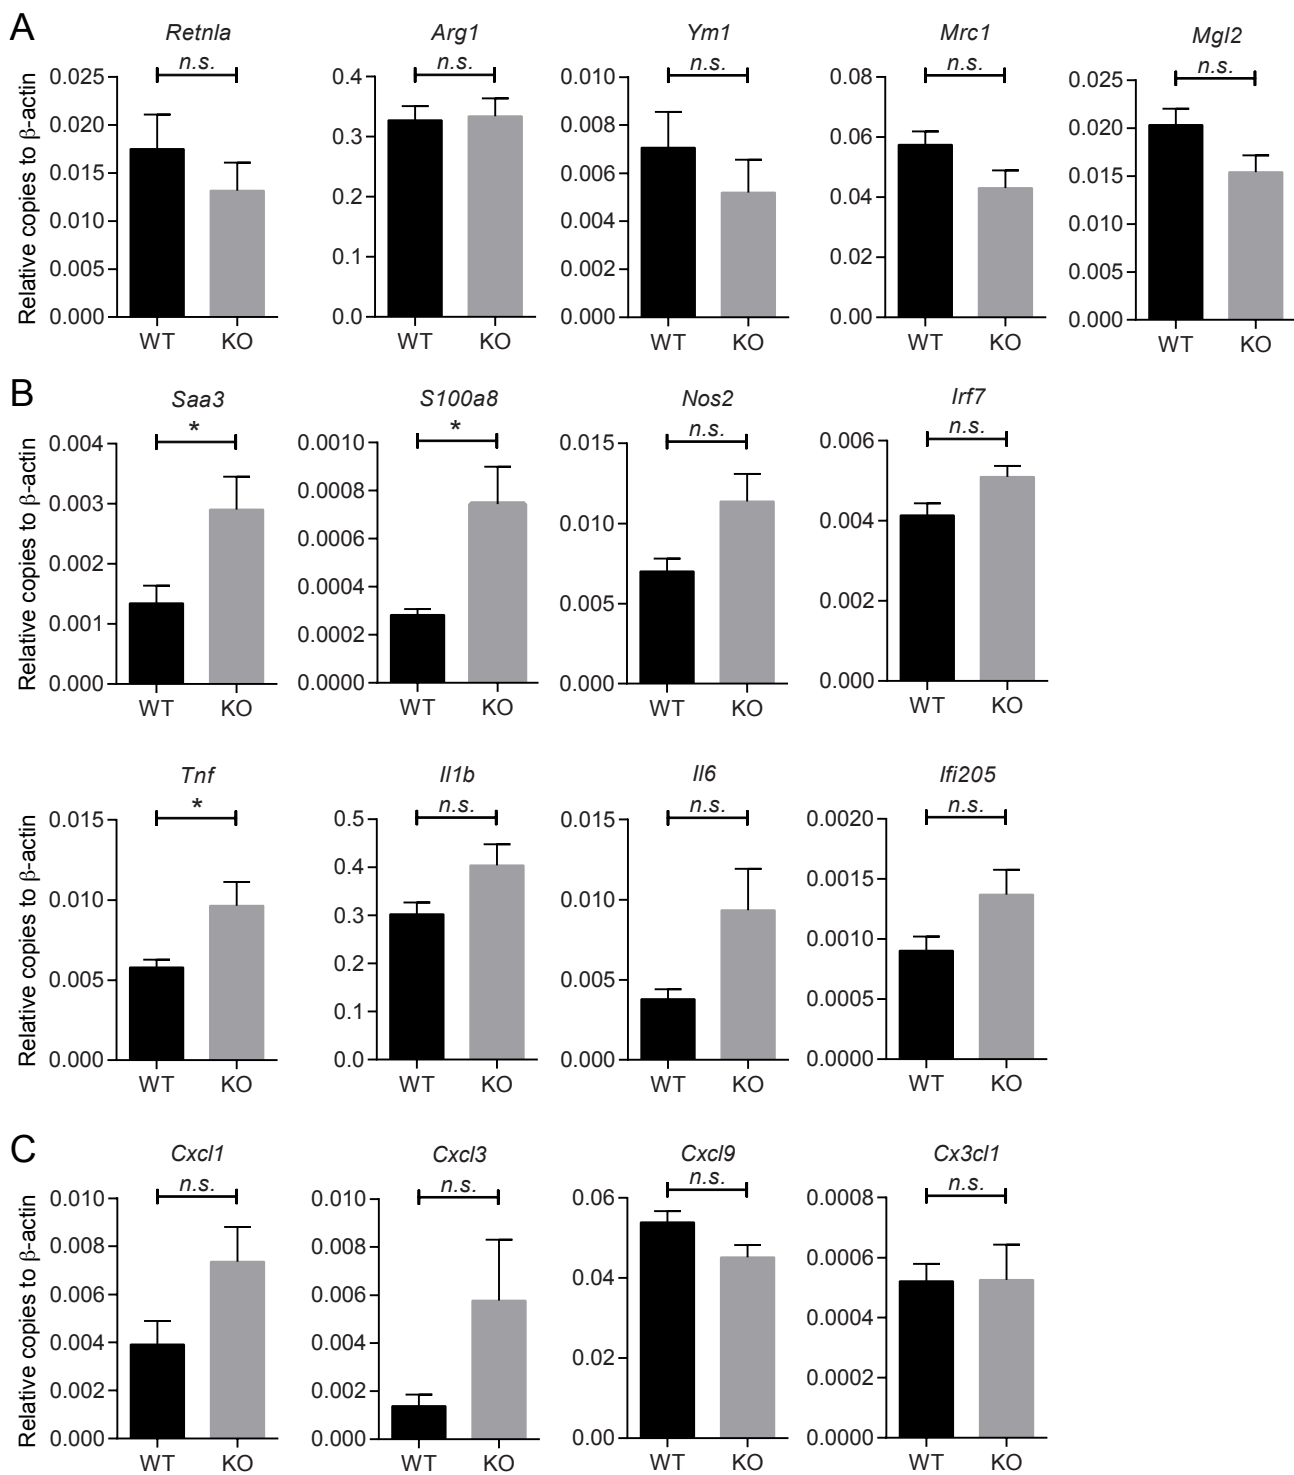 A
Retnla Arg1 Ym1 Mrc1 Mgl2
n.s. n.s. n.s. n.s. n.s.
Relative copies to β-actin
0.025 0.4 0.010 0.08 0.025
0.020 0.3 0.008 0.06 0.020
0.015 0.2 0.006 0.04 0.015
0.010 0.1 0.004 0.02 0.010
0.005 0.0 0.002 0.00 0.005
0.000 0.000 0.000
WT KO WT KO WT KO WT KO WT KO
B
Saa3 S100a8 Nos2 Irf7
* * n.s. n.s.
Relative copies to β-actin
0.004 0.0010 0.015 0.006
0.003 0.0008 0.010 0.004
0.002 0.0006 0.005 0.002
0.001 0.0004 0.000 0.000
0.000 0.0002
0.0000
WT KO WT KO WT KO WT KO
Tnf Il1b Il6 Ifi205
* n.s. n.s. n.s.
Relative copies to β-actin
0.015 0.5 0.015 0.0020
0.010 0.4 0.010 0.0015
0.005 0.3 0.005 0.0010
0.000 0.2 0.000 0.0005
0.1 0.0000
0.0
WT KO WT KO WT KO WT KO
C
Cxcl1 Cxcl3 Cxcl9 Cx3cl1
n.s. n.s. n.s. n.s.
Relative copies to β-actin
0.010 0.010 0.06 0.0008
0.008 0.008 0.04 0.0006
0.006 0.006 0.02 0.0004
0.004 0.004 0.00 0.0002
0.002 0.002 0.0000
0.000 0.000
WT KO WT KO WT KO WT KO